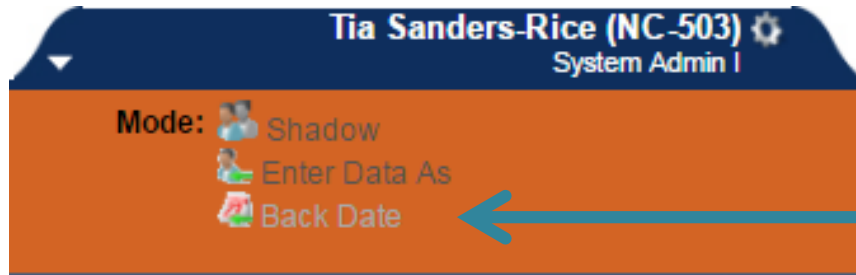 Tia Sanders-Rice (NC-503)
System Admin I
Mode: Shadow
Enter Data As
Back Date